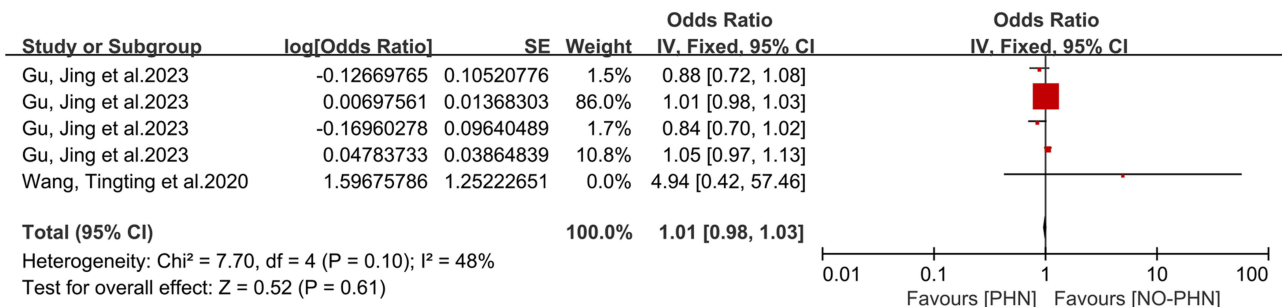 Odds Ratio Odds Ratio
Study or Subgroup log[Odds Ratio] SE Weight IV, Fixed, 95% CI IV, Fixed, 95% CI
Gu, Jing et al.2023 -0.12669765 0.10520776 1.5% 0.88 [0.72, 1.08]
Gu, Jing et al.2023 0.00697561 0.01368303 86.0% 1.01 [0.98, 1.03]
Gu, Jing et al.2023 -0.16960278 0.09640489 1.7% 0.84 [0.70, 1.02]
Gu, Jing et al.2023 0.04783733 0.03864839 10.8% 1.05 [0.97, 1.13]
Wang, Tingting et al.2020 1.59675786 1.25222651 0.0% 4.94 [0.42, 57.46]
Total (95% CI) 100.0% 1.01 [0.98, 1.03]
Heterogeneity: Chi² = 7.70, df = 4 (P = 0.10); I² = 48%
Test for overall effect: Z = 0.52 (P = 0.61)
0.01 0.1 1 10 100
Favours [PHN] Favours [NO-PHN]